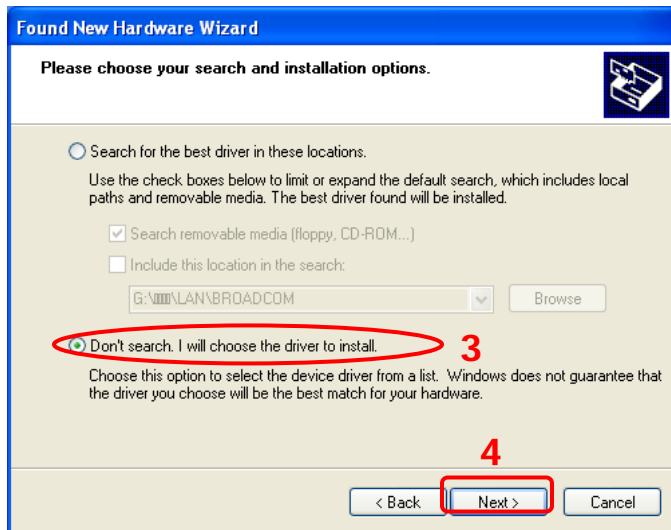 Found New Hardware Wizard
Please choose your search and installation options.
Search for the best driver in these locations.
Use the check boxes below to limit or expand the default search, which includes local
paths and removable media. The best driver found will be installed.
Search removable media (floppy, CD-ROM...)
Include this location in the search:
G:\ \LAN\BROADCOM
Browse
Don't search. I will choose the driver to install.
3
Choose this option to select the device driver from a list. Windows does not guarantee that
the driver you choose will be the best match for your hardware.
4
< Back
Next >
Cancel